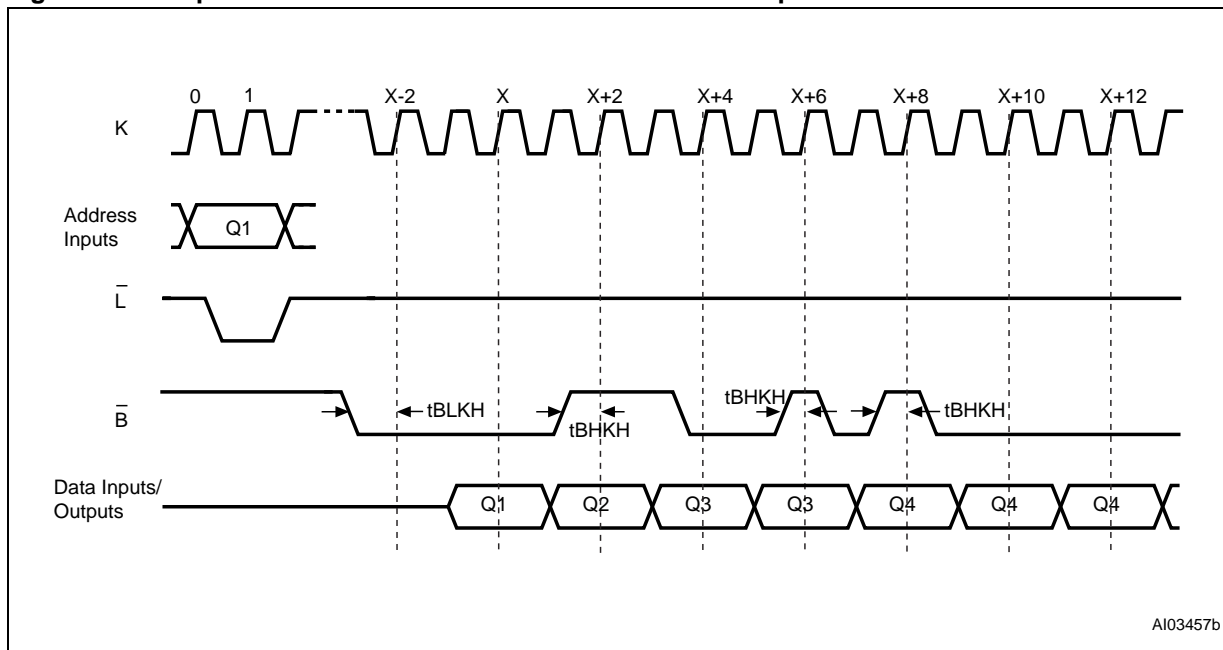 0 1 X-2 X X+2 X+4 X+6 X+8 X+10 X+12
K
Address
Inputs
Q1
L̅
B̅
tBLKH
tBHKH
tBHKH
tBHKH
Data Inputs/
Outputs
Q1 Q2 Q3 Q3 Q4 Q4 Q4
AI03457b